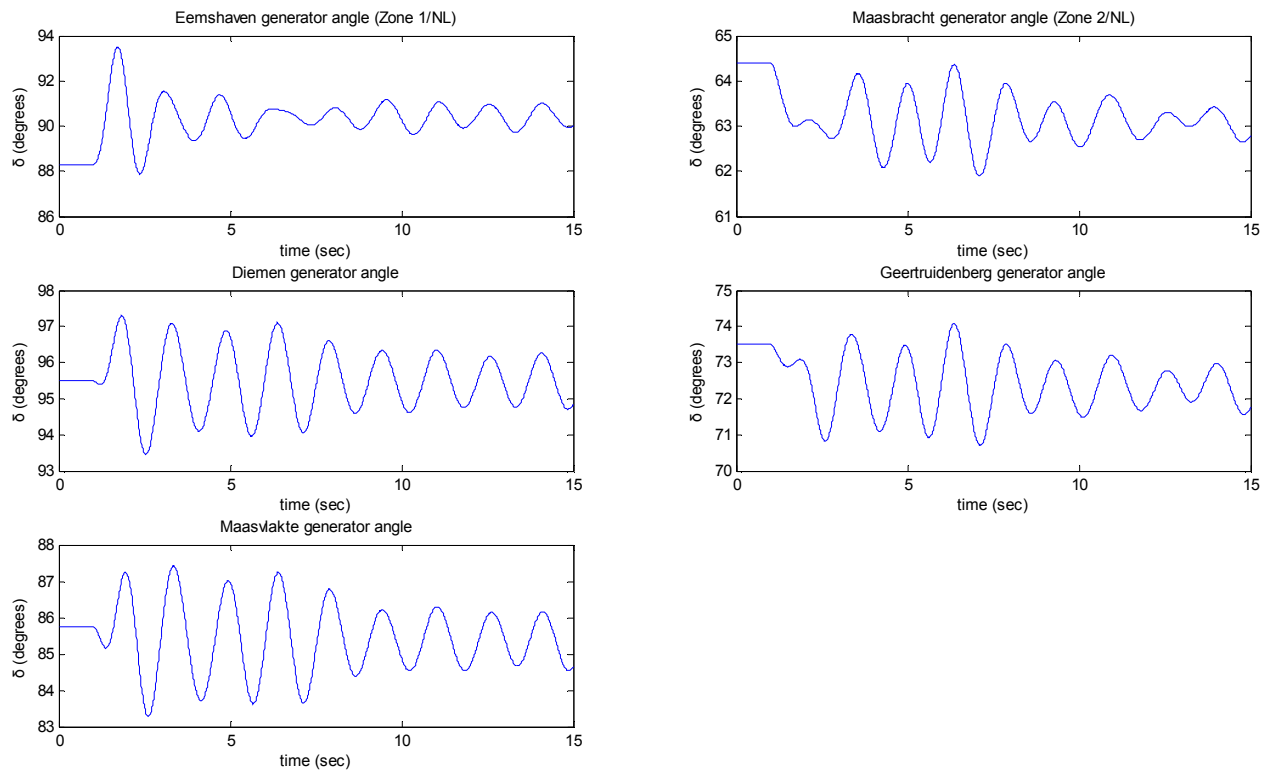 Eemshaven generator angle (Zone 1/NL)
94
92
90
88
86
δ (degrees)
0 5 10 15
time (sec)
Maasbracht generator angle (Zone 2/NL)
65
64
63
62
61
δ (degrees)
0 5 10 15
time (sec)
Diemen generator angle
98
97
96
95
94
93
δ (degrees)
0 5 10 15
time (sec)
Geertruidenberg generator angle
75
74
73
72
71
70
δ (degrees)
0 5 10 15
time (sec)
Maasvlakte generator angle
88
87
86
85
84
83
δ (degrees)
0 5 10 15
time (sec)